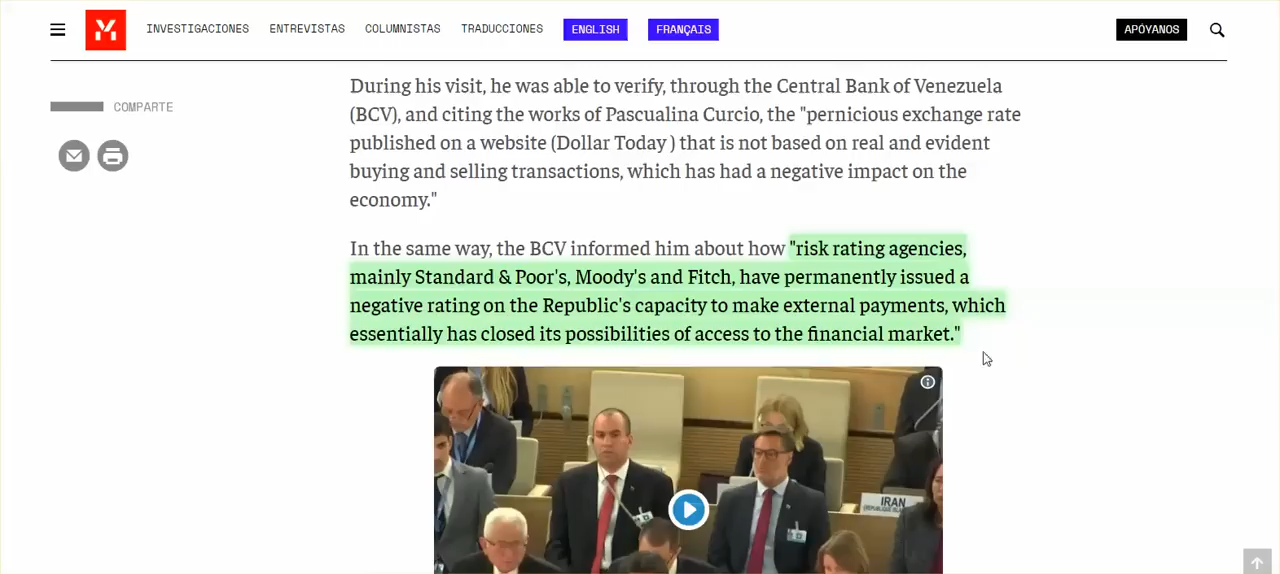 INVESTIGACIONES ENTREVISTAS COLUMNISTAS TRADUCCIONES ENGLISH FRANÇAIS APÓYANOS
COMPARTE
During his visit, he was able to verify, through the Central Bank of Venezuela
(BCV), and citing the works of Pascualina Curcio, the "pernicious exchange rate
published on a website (Dollar Today ) that is not based on real and evident
buying and selling transactions, which has had a negative impact on the
economy."
In the same way, the BCV informed him about how "risk rating agencies,
mainly Standard & Poor's, Moody's and Fitch, have permanently issued a
negative rating on the Republic's capacity to make external payments, which
essentially has closed its possibilities of access to the financial market."
IRAN